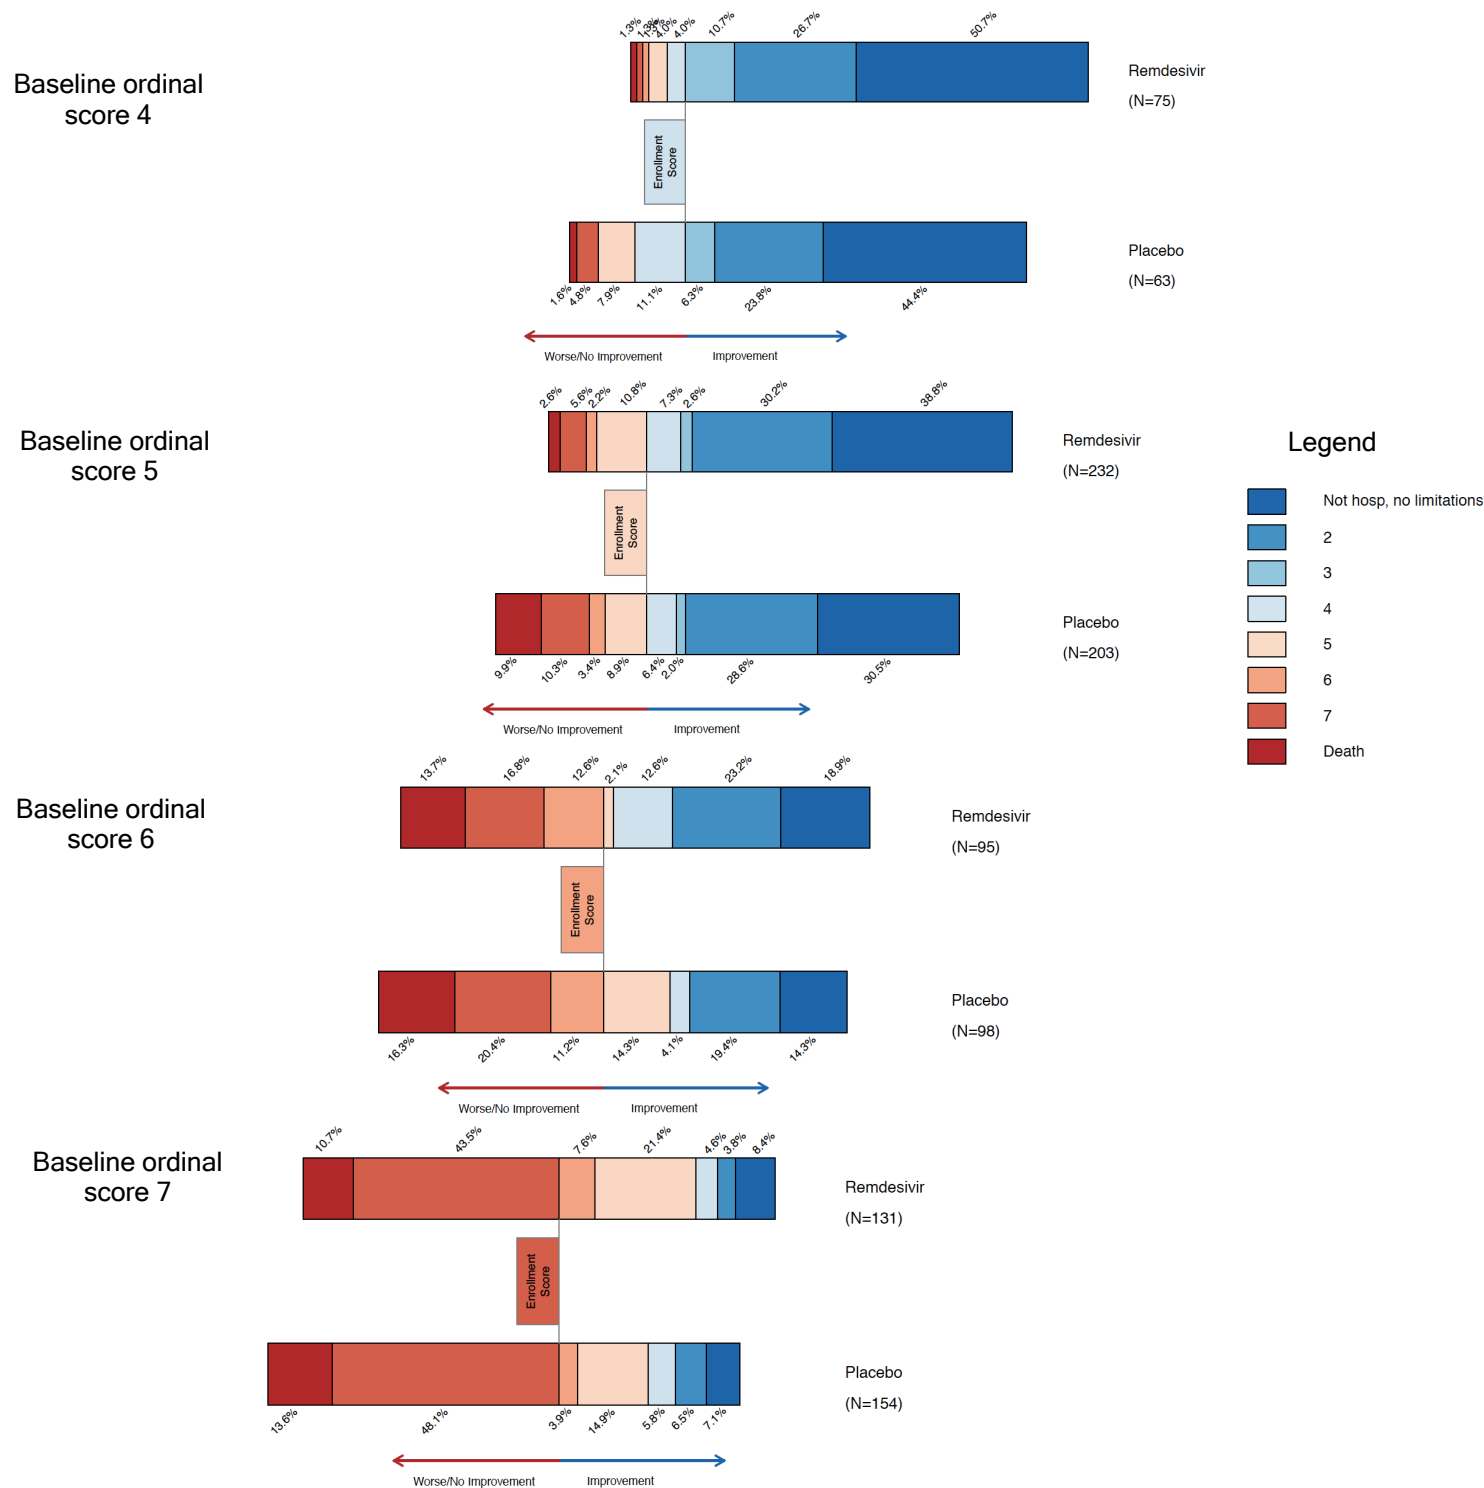 1.3% 1.3% 1.3% 4.0% 4.0% 10.7% 26.7% 50.7%
Baseline ordinal
score 4
Remdesivir
(N=75)
Enrollment
Score
Placebo
(N=63)
1.6% 4.8% 7.9% 11.1% 6.3% 23.8% 44.4%
Worse/No Improvement Improvement
2.6% 5.6% 2.2% 10.8% 7.3% 2.6% 30.2% 38.8%
Baseline ordinal
score 5
Remdesivir
(N=232)
Enrollment
Score
Placebo
(N=203)
9.9% 10.3% 3.4% 8.9% 6.4% 2.0% 28.6% 30.5%
Worse/No Improvement Improvement
Legend
Not hosp, no limitations
2
3
4
5
6
7
Death
13.7% 16.8% 12.6% 2.1% 12.6% 23.2% 18.9%
Baseline ordinal
score 6
Remdesivir
(N=95)
Enrollment
Score
Placebo
(N=98)
16.3% 20.4% 11.2% 14.3% 4.1% 19.4% 14.3%
Worse/No Improvement Improvement
10.7% 43.5% 7.6% 21.4% 4.6% 3.8% 8.4%
Baseline ordinal
score 7
Remdesivir
(N=131)
Enrollment
Score
Placebo
(N=154)
13.6% 48.1% 3.9% 14.9% 5.8% 6.5% 7.1%
Worse/No Improvement Improvement